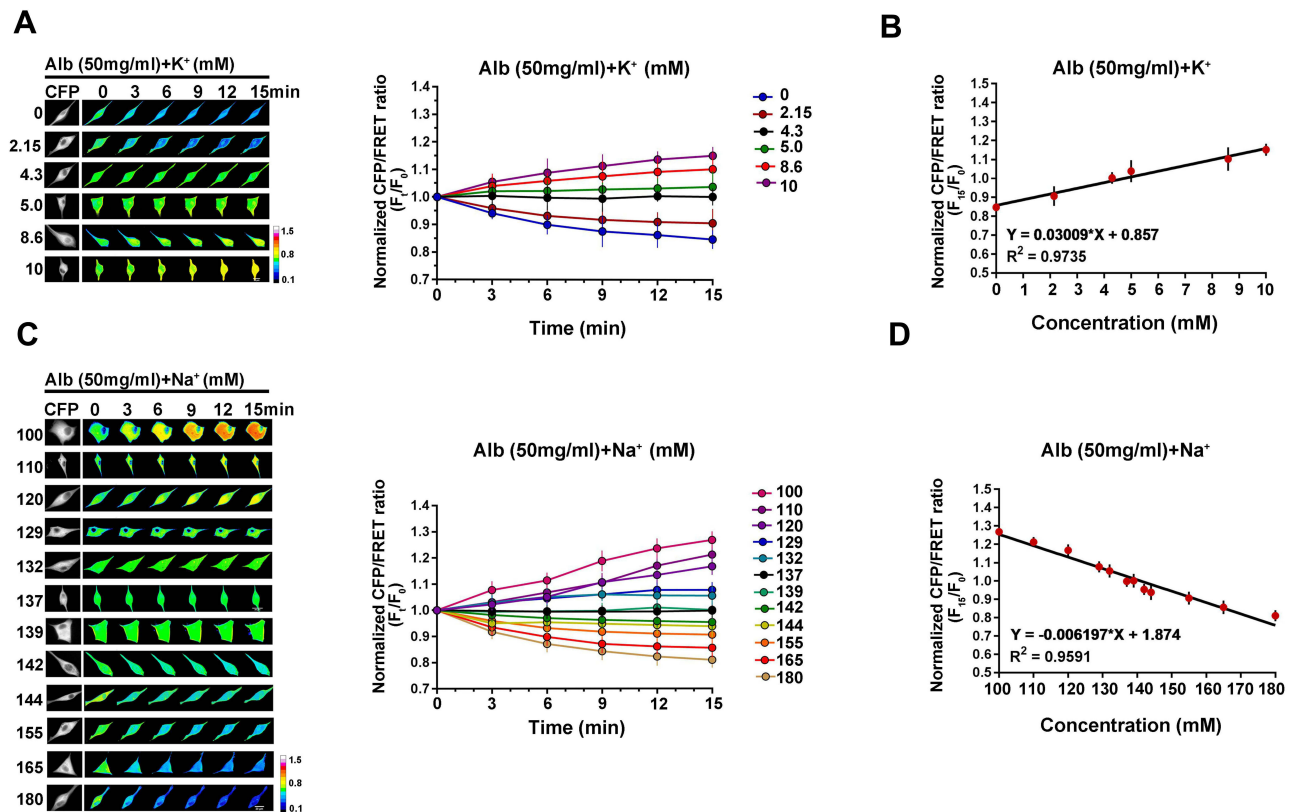 A
Alb (50mg/ml)+K⁺ (mM)
CFP 0 3 6 9 12 15min
0
2.15
4.3
5.0
8.6
10
1.5
0.8
0.1
Alb (50mg/ml)+K⁺ (mM)
Normalized CFP/FRET ratio
(Fₜ/F₀)
1.4
1.3
1.2
1.1
1.0
0.9
0.8
0.7
0 3 6 9 12 15
Time (min)
0
2.15
4.3
5.0
8.6
10
B
Alb (50mg/ml)+K⁺
Normalized CFP/FRET ratio
(F₁₅/F₀)
1.5
1.4
1.3
1.2
1.1
1.0
0.9
0.8
0.7
0.6
0.5
Y = 0.03009*X + 0.857
R² = 0.9735
0 1 2 3 4 5 6 7 8 9 10
Concentration (mM)
C
Alb (50mg/ml)+Na⁺ (mM)
CFP 0 3 6 9 12 15min
100
110
120
129
132
137
139
142
144
155
165
180
1.5
0.8
0.1
Alb (50mg/ml)+Na⁺ (mM)
Normalized CFP/FRET ratio
(Fₜ/F₀)
1.4
1.3
1.2
1.1
1.0
0.9
0.8
0.7
0 3 6 9 12 15
Time (min)
100
110
120
129
132
137
139
142
144
155
165
180
D
Alb (50mg/ml)+Na⁺
Normalized CFP/FRET ratio
(F₁₅/F₀)
1.5
1.4
1.3
1.2
1.1
1.0
0.9
0.8
0.7
0.6
0.5
Y = -0.006197*X + 1.874
R² = 0.9591
100 110 120 130 140 150 160 170 180
Concentration (mM)